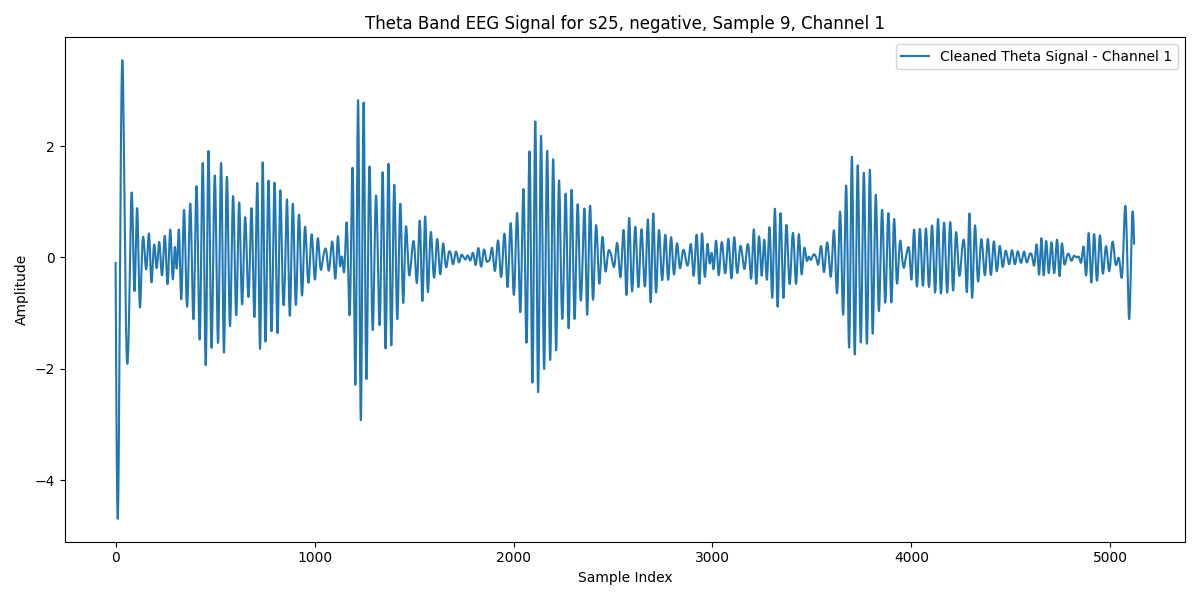 Theta Band EEG Signal for s25, negative, Sample 9, Channel 1
Cleaned Theta Signal - Channel 1
Amplitude
2
0
−2
−4
0 1000 2000 3000 4000 5000
Sample Index